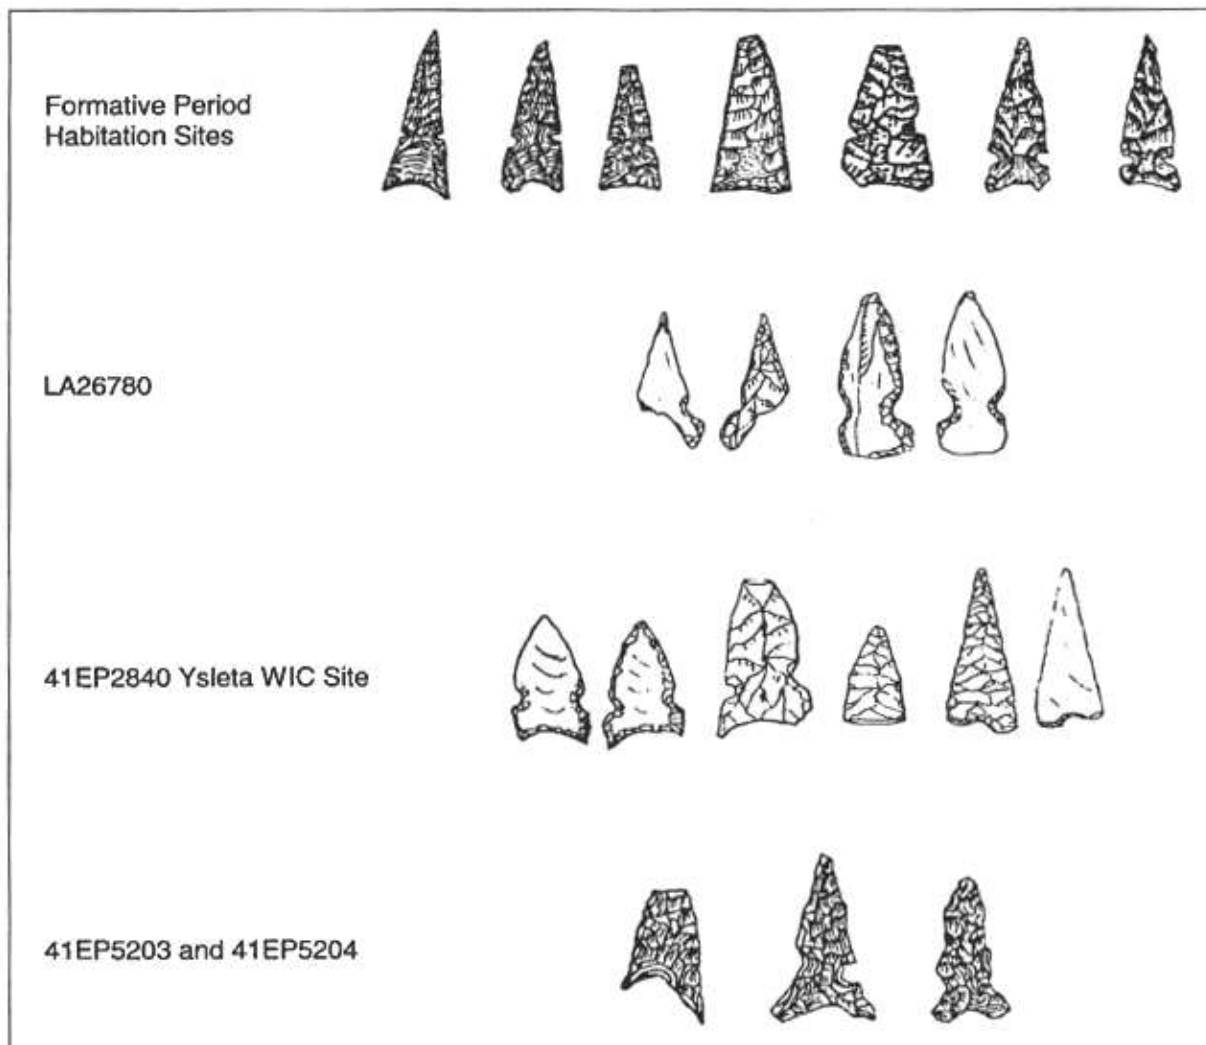 Formative Period
Habitation Sites
LA26780
41EP2840 Ysleta WIC Site
41EP5203 and 41EP5204